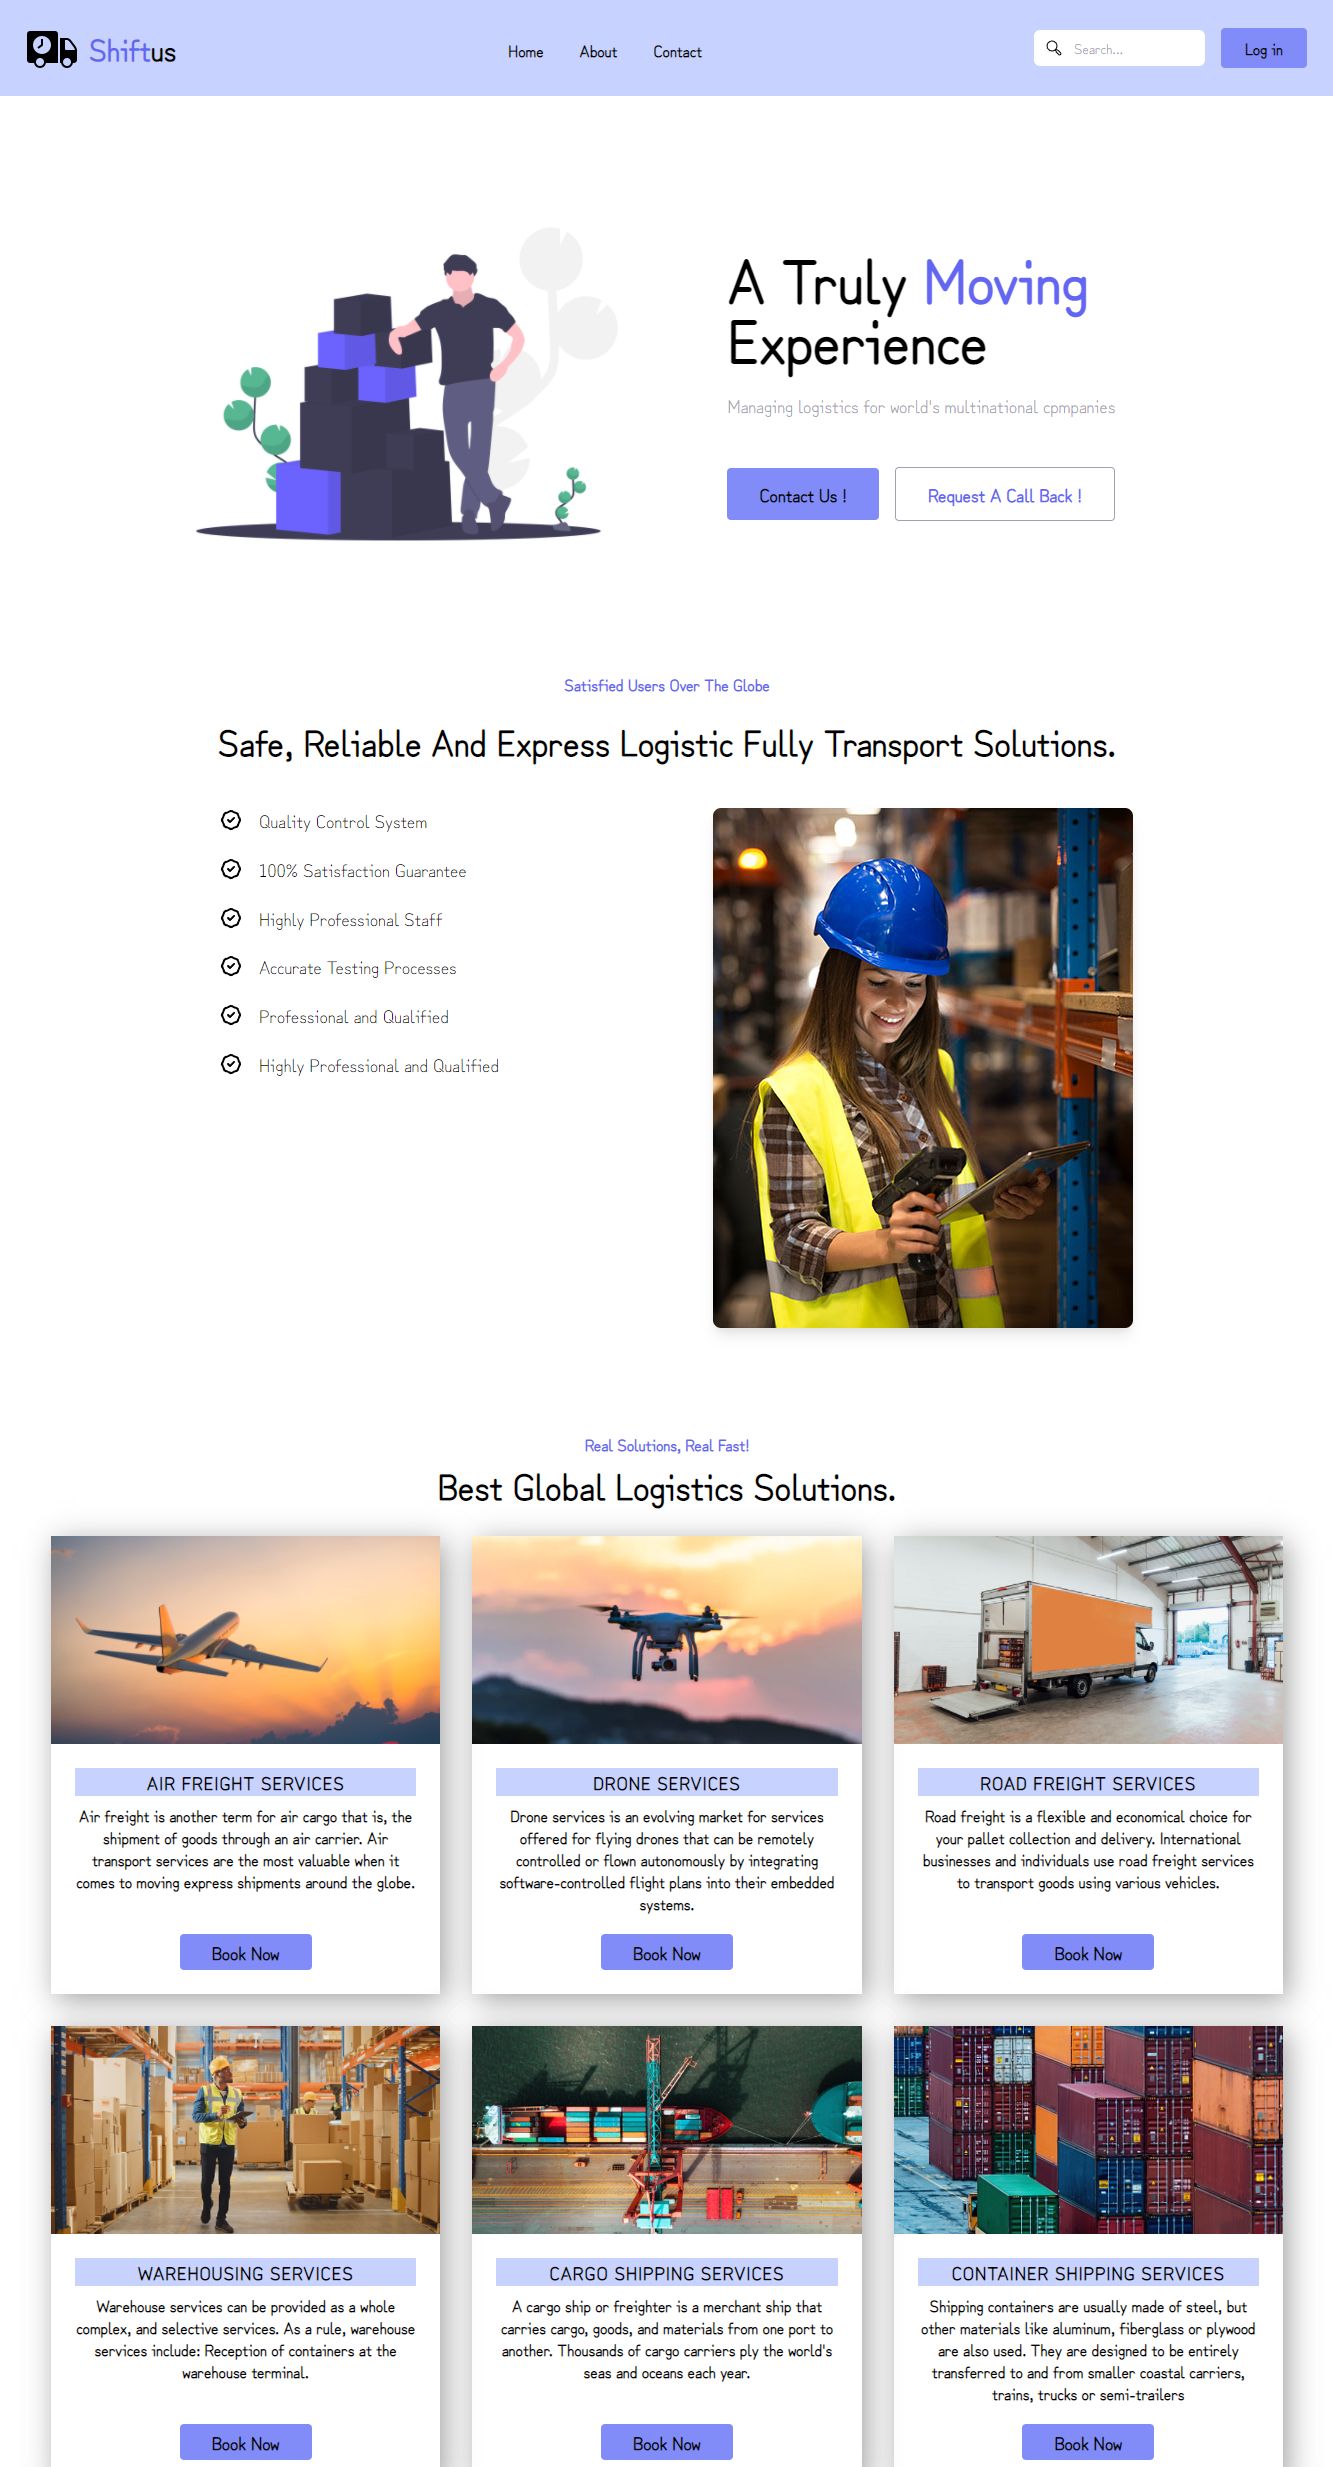 Shiftus
Home About Contact
Search...
Log in
A Truly Moving
Experience
Managing logistics for world's multinational cpmpanies
Contact Us !
Request A Call Back !
Satisfied Users Over The Globe
Safe, Reliable And Express Logistic Fully Transport Solutions.
Quality Control System
100% Satisfaction Guarantee
Highly Professional Staff
Accurate Testing Processes
Professional and Qualified
Highly Professional and Qualified
Real Solutions, Real Fast!
Best Global Logistics Solutions.
AIR FREIGHT SERVICES
Air freight is another term for air cargo that is, the
shipment of goods through an air carrier. Air
transport services are the most valuable when it
comes to moving express shipments around the globe.
Book Now
DRONE SERVICES
Drone services is an evolving market for services
offered for flying drones that can be remotely
controlled or flown autonomously by integrating
software-controlled flight plans into their embedded
systems.
Book Now
ROAD FREIGHT SERVICES
Road freight is a flexible and economical choice for
your pallet collection and delivery. International
businesses and individuals use road freight services
to transport goods using various vehicles.
Book Now
WAREHOUSING SERVICES
Warehouse services can be provided as a whole
complex, and selective services. As a rule, warehouse
services include: Reception of containers at the
warehouse terminal.
Book Now
CARGO SHIPPING SERVICES
A cargo ship or freighter is a merchant ship that
carries cargo, goods, and materials from one port to
another. Thousands of cargo carriers ply the world's
seas and oceans each year.
Book Now
CONTAINER SHIPPING SERVICES
Shipping containers are usually made of steel, but
other materials like aluminum, fiberglass or plywood
are also used. They are designed to be entirely
transferred to and from smaller coastal carriers,
trains, trucks or semi-trailers
Book Now